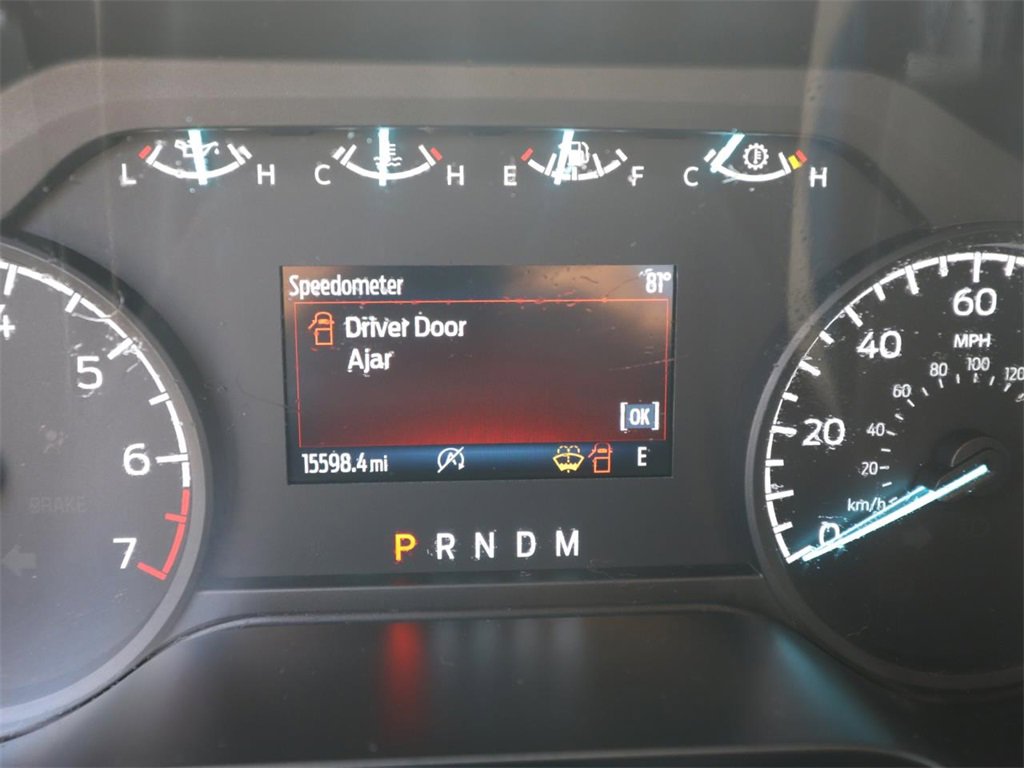 L H C H E F C H
Speedometer 81°
Driver Door
Ajar
[OK]
15598.4 mi E
P R N D M
4
5
6
7
BRAKE
60
40
20
0
MPH
120
100
80
60
40
20
km/h